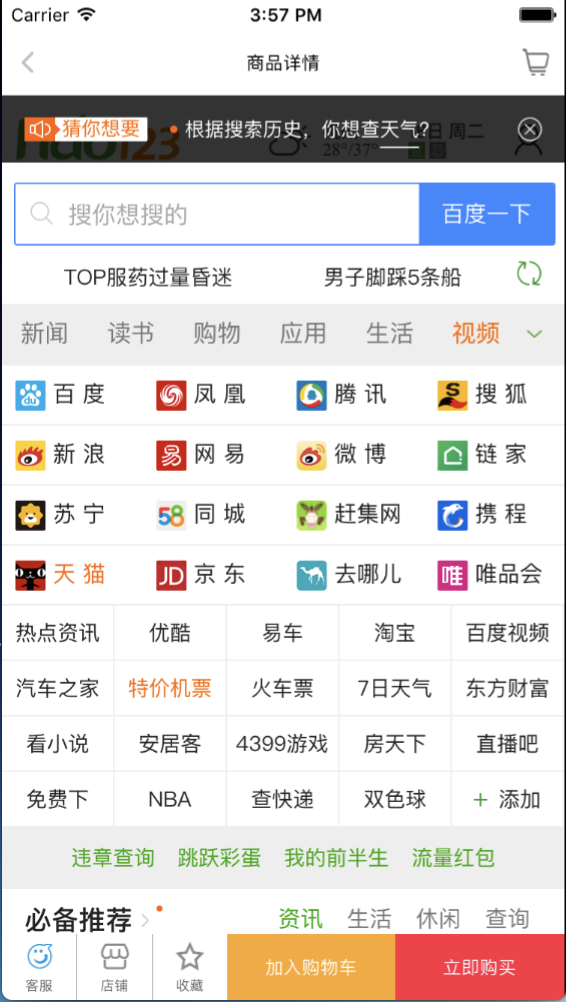 Carrier 3:57 PM
商品详情
猜你想要 根据搜索历史，你想查天气? 日 周二
hao123 28°/37°
搜你想搜的 百度一下
TOP服药过量昏迷 男子脚踩5条船
新闻 读书 购物 应用 生活 视频
百度 凤凰 腾讯 搜狐
新浪 网易 微博 链家
苏宁 58 同城 赶集网 携程
天猫 JD 京东 去哪儿 唯 唯品会
热点资讯 优酷 易车 淘宝 百度视频
汽车之家 特价机票 火车票 7日天气 东方财富
看小说 安居客 4399游戏 房天下 直播吧
免费下 NBA 查快递 双色球 + 添加
违章查询 跳跃彩蛋 我的前半生 流量红包
必备推荐 资讯 生活 休闲 查询
客服 店铺 收藏 加入购物车 立即购买